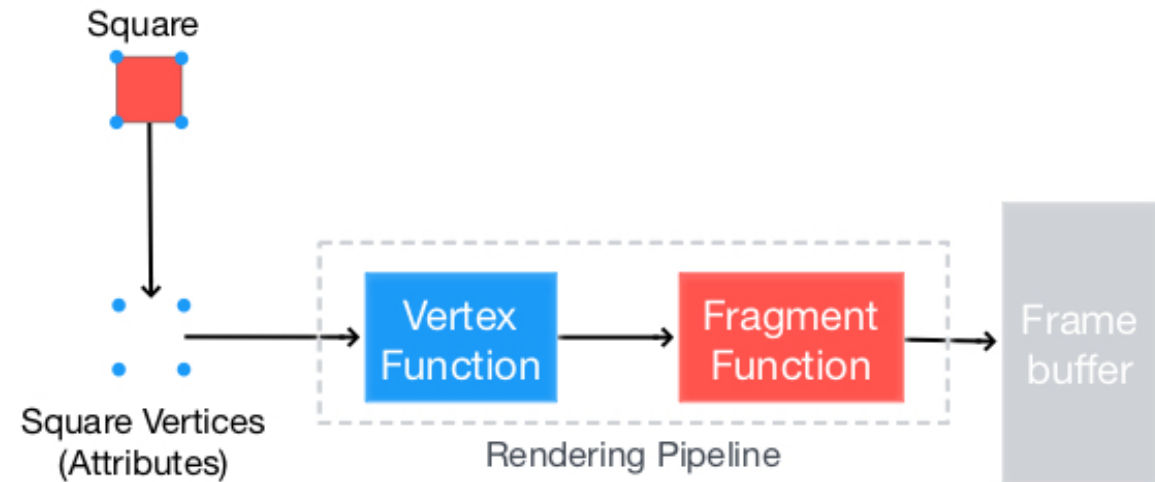 Square
Square Vertices
(Attributes)
Vertex
Function
Fragment
Function
Rendering Pipeline
Frame
buffer